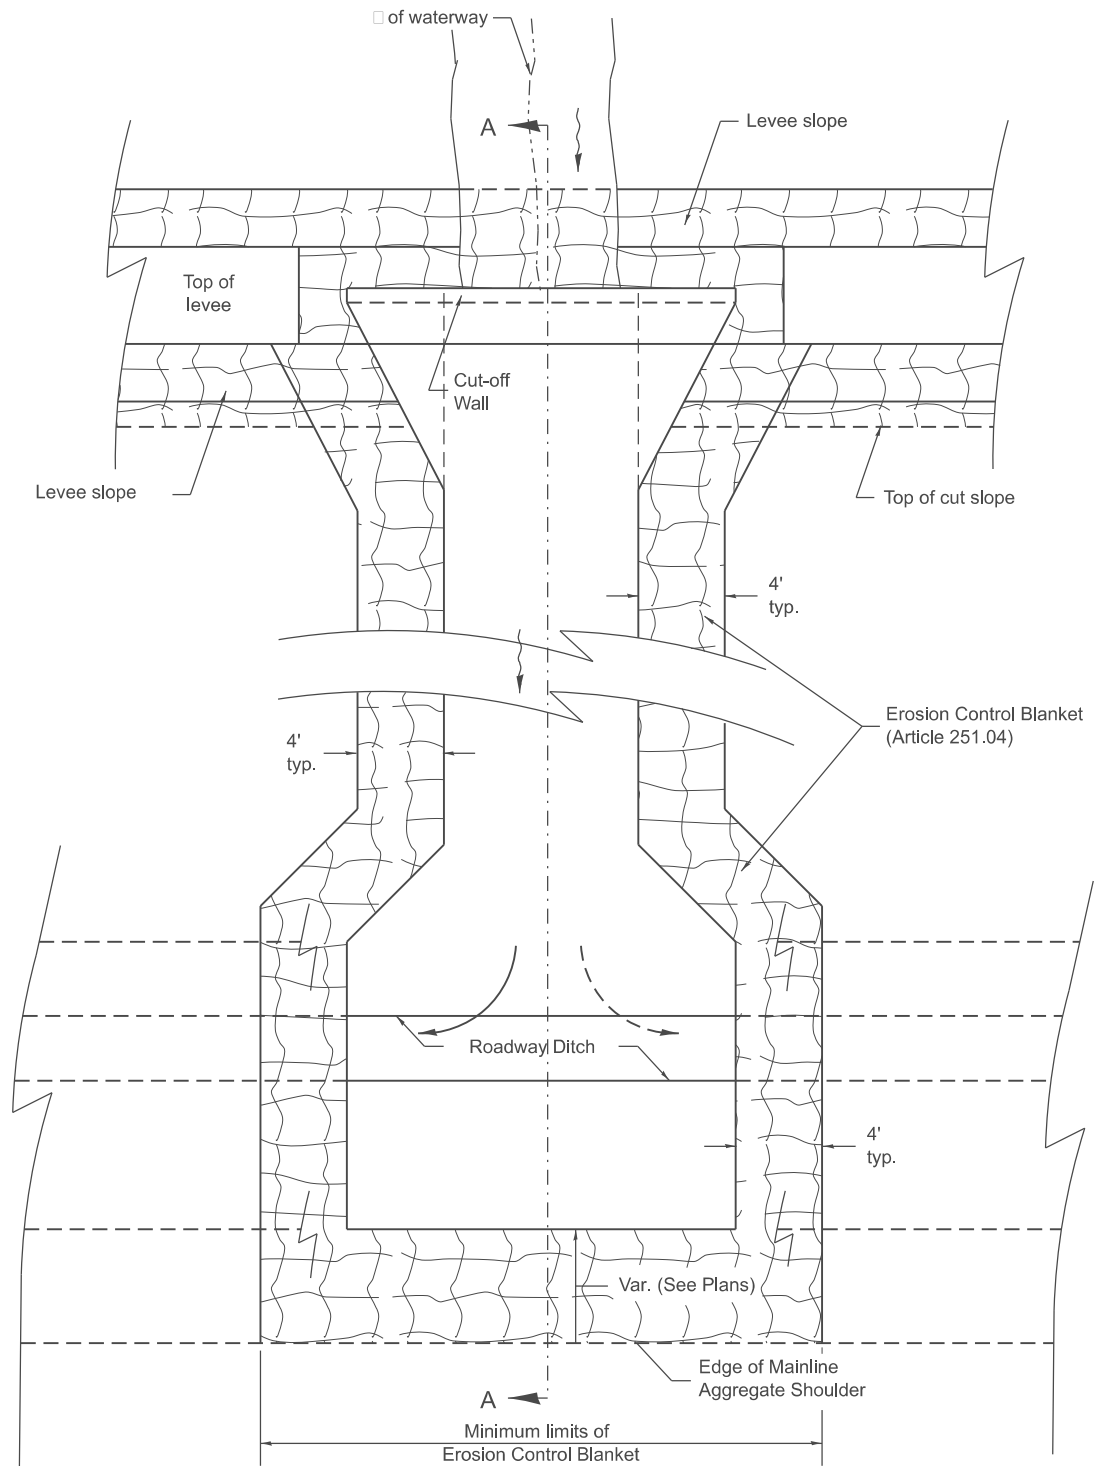 □ of waterway
A
Levee slope
Top of
levee
Cut-off
Wall
Levee slope
Top of cut slope
4'
typ.
Erosion Control Blanket
(Article 251.04)
4'
typ.
Roadway Ditch
4'
typ.
Var. (See Plans)
Edge of Mainline
Aggregate Shoulder
A
Minimum limits of
Erosion Control Blanket